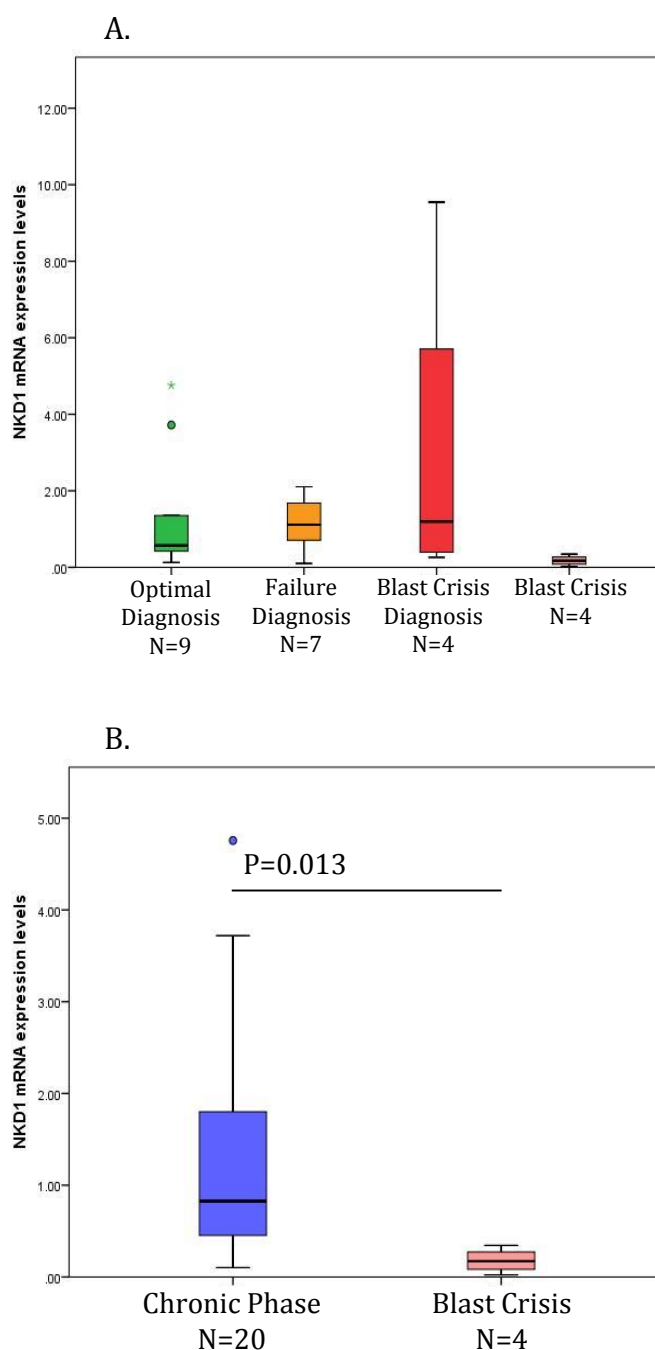 A.
NKD1 mRNA expression levels
12.00
10.00
8.00
6.00
4.00
2.00
.00
Optimal
Diagnosis
N=9
Failure
Diagnosis
N=7
Blast Crisis
Diagnosis
N=4
Blast Crisis
N=4
B.
NKD1 mRNA expression levels
5.00
4.00
3.00
2.00
1.00
.00
P=0.013
Chronic Phase
N=20
Blast Crisis
N=4